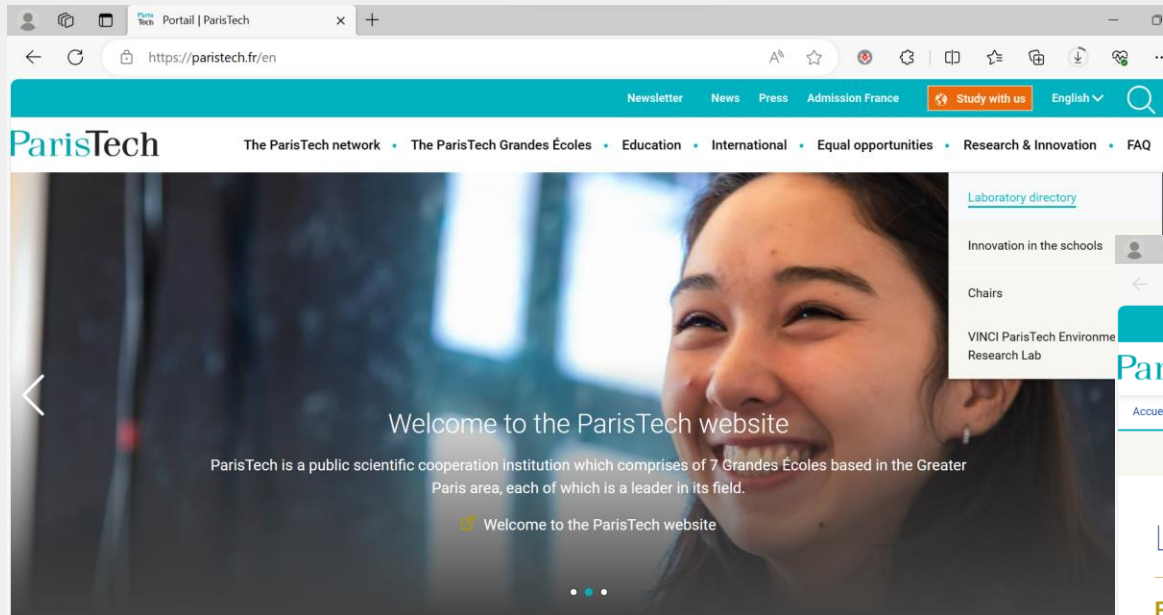 Paris Tech Portail | ParisTech
https://paristech.fr/en
Newsletter News Press Admission France Study with us English
ParisTech The ParisTech network • The ParisTech Grandes Écoles • Education • International • Equal opportunities • Research & Innovation • FAQ
Laboratory directory
Innovation in the schools
Chairs
VINCI ParisTech Environme
Research Lab
Welcome to the ParisTech website
ParisTech is a public scientific cooperation institution which comprises of 7 Grandes Écoles based in the Greater
Paris area, each of which is a leader in its field.
Welcome to the ParisTech website
Par
Accue